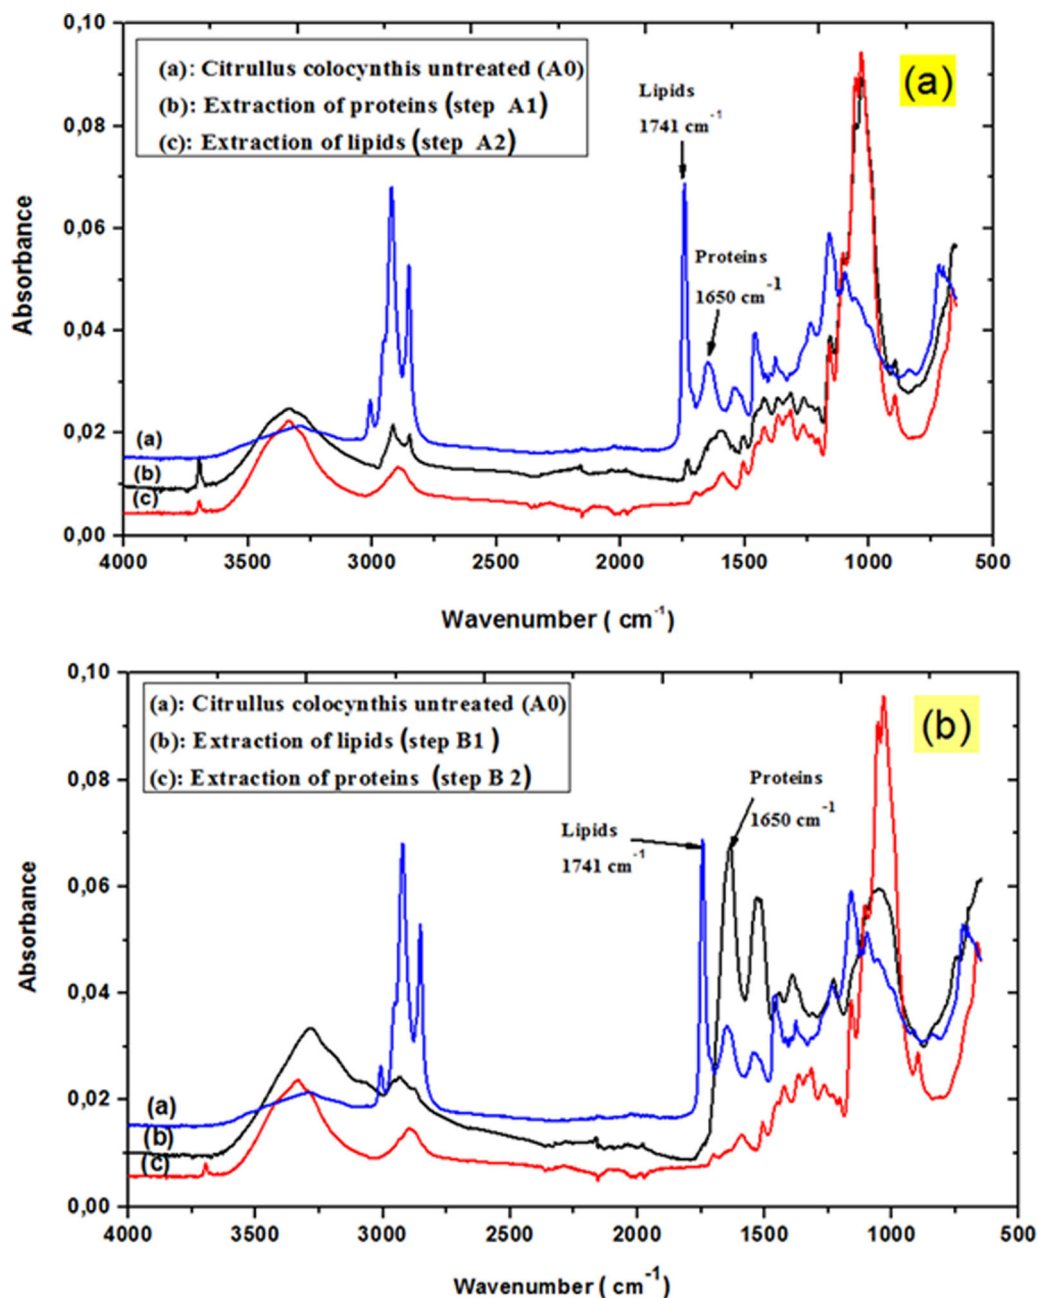 0,10
0,08
0,06
0,04
0,02
0,00
Absorbance
(a): Citrullus colocynthis untreated (A0)
(b): Extraction of proteins (step A1)
(c): Extraction of lipids (step A2)
(a)
Lipids
1741 cm⁻¹
Proteins
1650 cm⁻¹
(a)
(b)
(c)
4000 3500 3000 2500 2000 1500 1000 500
Wavenumber ( cm⁻¹)
0,10
0,08
0,06
0,04
0,02
0,00
Absorbance
(a): Citrullus colocynthis untreated (A0)
(b): Extraction of lipids (step B1 )
(c): Extraction of proteins (step B 2)
(b)
Proteins
1650 cm⁻¹
Lipids
1741 cm⁻¹
(a)
(b)
(c)
4000 3500 3000 2500 2000 1500 1000 500
Wavenumber ( cm⁻¹)